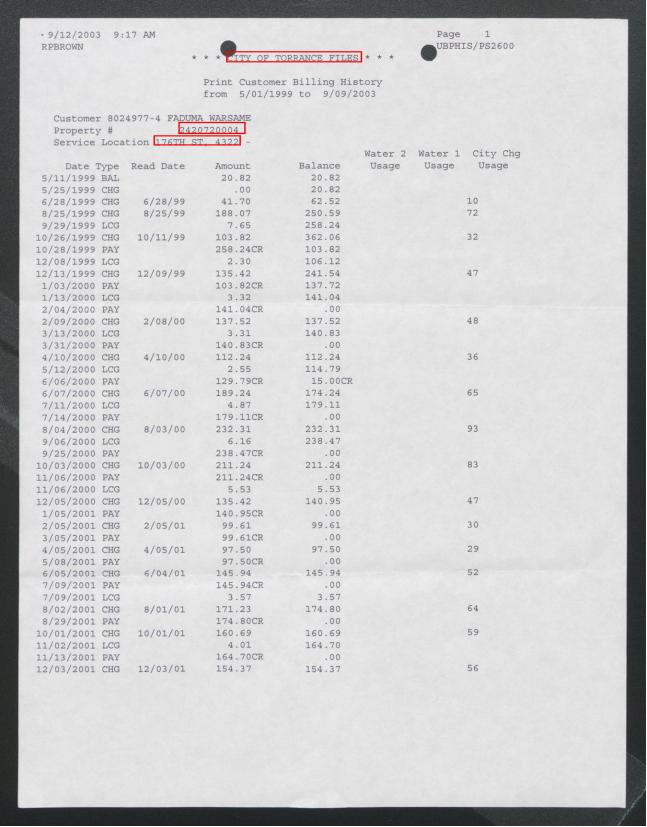 9/12/2003 9:17 AM Page 1
RPBROWN UBPHIS/PS2600
* * * CITY OF TORRANCE FILES * * *
Print Customer Billing History
from 5/01/1999 to 9/09/2003
Customer 8024977-4 FADUMA WARSAME
Property # 2420720004
Service Location 176TH ST, 4322 -
Water 2 Water 1 City Chg
Date Type Read Date Amount Balance Usage Usage Usage
5/11/1999 BAL 20.82 20.82
5/25/1999 CHG .00 20.82
6/28/1999 CHG 6/28/99 41.70 62.52 10
8/25/1999 CHG 8/25/99 188.07 250.59 72
9/29/1999 LCG 7.65 258.24
10/26/1999 CHG 10/11/99 103.82 362.06 32
10/28/1999 PAY 258.24CR 103.82
12/08/1999 LCG 2.30 106.12
12/13/1999 CHG 12/09/99 135.42 241.54 47
1/03/2000 PAY 103.82CR 137.72
1/13/2000 LCG 3.32 141.04
2/04/2000 PAY 141.04CR .00
2/09/2000 CHG 2/08/00 137.52 137.52 48
3/13/2000 LCG 3.31 140.83
3/31/2000 PAY 140.83CR .00
4/10/2000 CHG 4/10/00 112.24 112.24 36
5/12/2000 LCG 2.55 114.79
6/06/2000 PAY 129.79CR 15.00CR
6/07/2000 CHG 6/07/00 189.24 174.24 65
7/11/2000 LCG 4.87 179.11
7/14/2000 PAY 179.11CR .00
8/04/2000 CHG 8/03/00 232.31 232.31 93
9/06/2000 LCG 6.16 238.47
9/25/2000 PAY 238.47CR .00
10/03/2000 CHG 10/03/00 211.24 211.24 83
11/06/2000 PAY 211.24CR .00
11/06/2000 LCG 5.53 5.53
12/05/2000 CHG 12/05/00 135.42 140.95 47
1/05/2001 PAY 140.95CR .00
2/05/2001 CHG 2/05/01 99.61 99.61 30
3/05/2001 PAY 99.61CR .00
4/05/2001 CHG 4/05/01 97.50 97.50 29
5/08/2001 PAY 97.50CR .00
6/05/2001 CHG 6/04/01 145.94 145.94 52
7/09/2001 PAY 145.94CR .00
7/09/2001 LCG 3.57 3.57
8/02/2001 CHG 8/01/01 171.23 174.80 64
8/29/2001 PAY 174.80CR .00
10/01/2001 CHG 10/01/01 160.69 160.69 59
11/02/2001 LCG 4.01 164.70
11/13/2001 PAY 164.70CR .00
12/03/2001 CHG 12/03/01 154.37 154.37 56